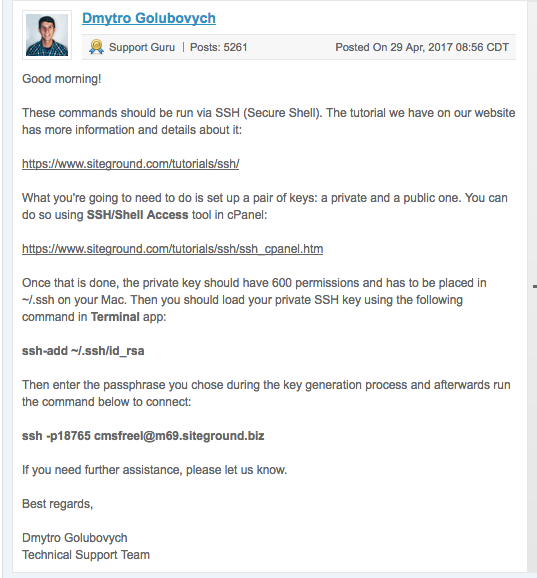 Dmytro Golubovych
Support Guru | Posts: 5261 Posted On 29 Apr, 2017 08:56 CDT
Good morning!
These commands should be run via SSH (Secure Shell). The tutorial we have on our website
has more information and details about it:
https://www.siteground.com/tutorials/ssh/
What you're going to need to do is set up a pair of keys: a private and a public one. You can
do so using SSH/Shell Access tool in cPanel:
https://www.siteground.com/tutorials/ssh/ssh_cpanel.htm
Once that is done, the private key should have 600 permissions and has to be placed in
~/.ssh on your Mac. Then you should load your private SSH key using the following
command in Terminal app:
ssh-add ~/.ssh/id_rsa
Then enter the passphrase you chose during the key generation process and afterwards run
the command below to connect:
ssh -p18765 cmsfreel@m69.siteground.biz
If you need further assistance, please let us know.
Best regards,
Dmytro Golubovych
Technical Support Team